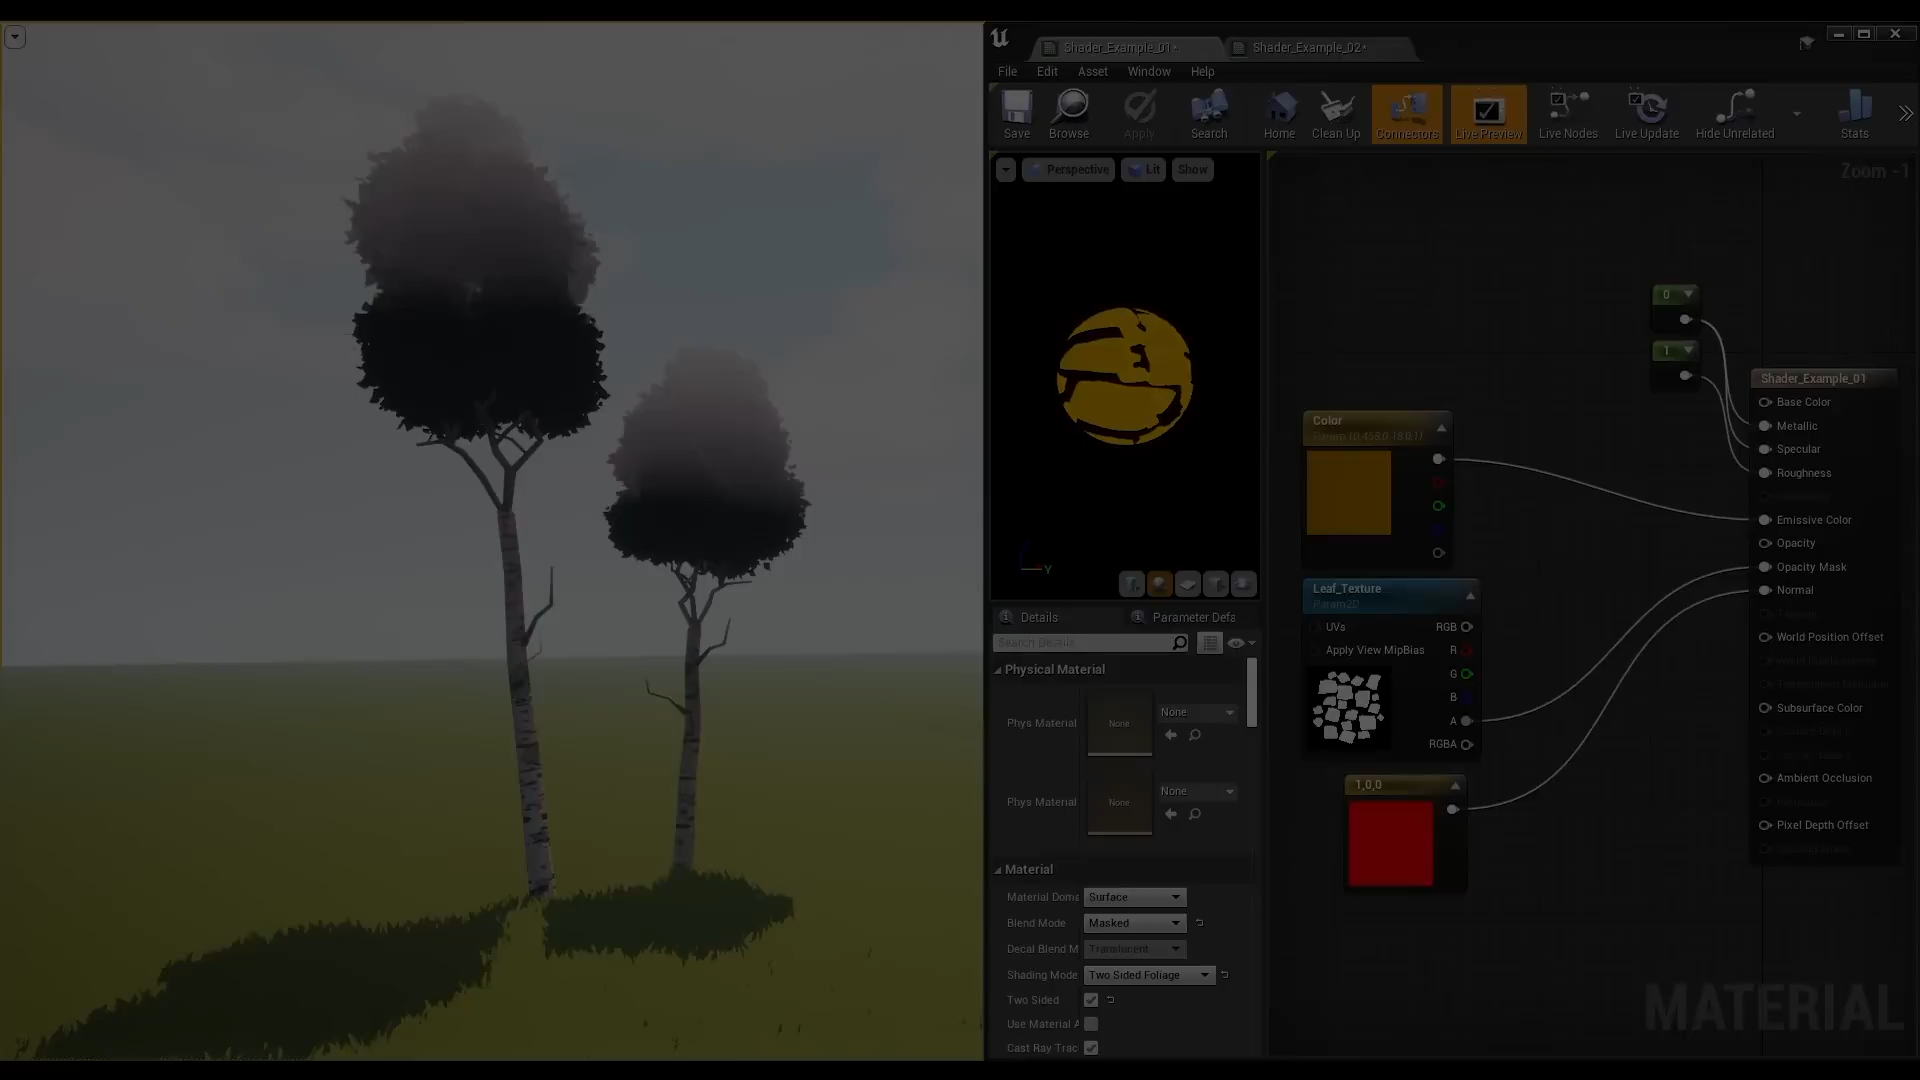 Shader_Example_01*
Shader_Example_02*
File
Edit
Asset
Window
Help
Save
Browse
Apply
Search
Home
Clean Up
Connectors
Live Preview
Live Nodes
Live Update
Hide Unrelated
Stats
Perspective
Lit
Show
Zoom -1
0
1
Shader_Example_01
Base Color
Metallic
Specular
Roughness
Emissive Color
Opacity
Opacity Mask
Normal
World Position Offset
Subsurface Color
Ambient Occlusion
Pixel Depth Offset
Color
Leaf_Texture
Param2D
UVs
RGB
Apply View MipBias
R
G
B
A
RGBA
1,0,0
Y
Details
Parameter Defa
Search Details
Physical Material
Phys Material
None
None
Phys Material
None
None
Material
Material Doma
Surface
Blend Mode
Masked
Decal Blend M
Translucent
Shading Mode
Two Sided Foliage
Two Sided
Use Material A
Cast Ray Trac
MATERIAL